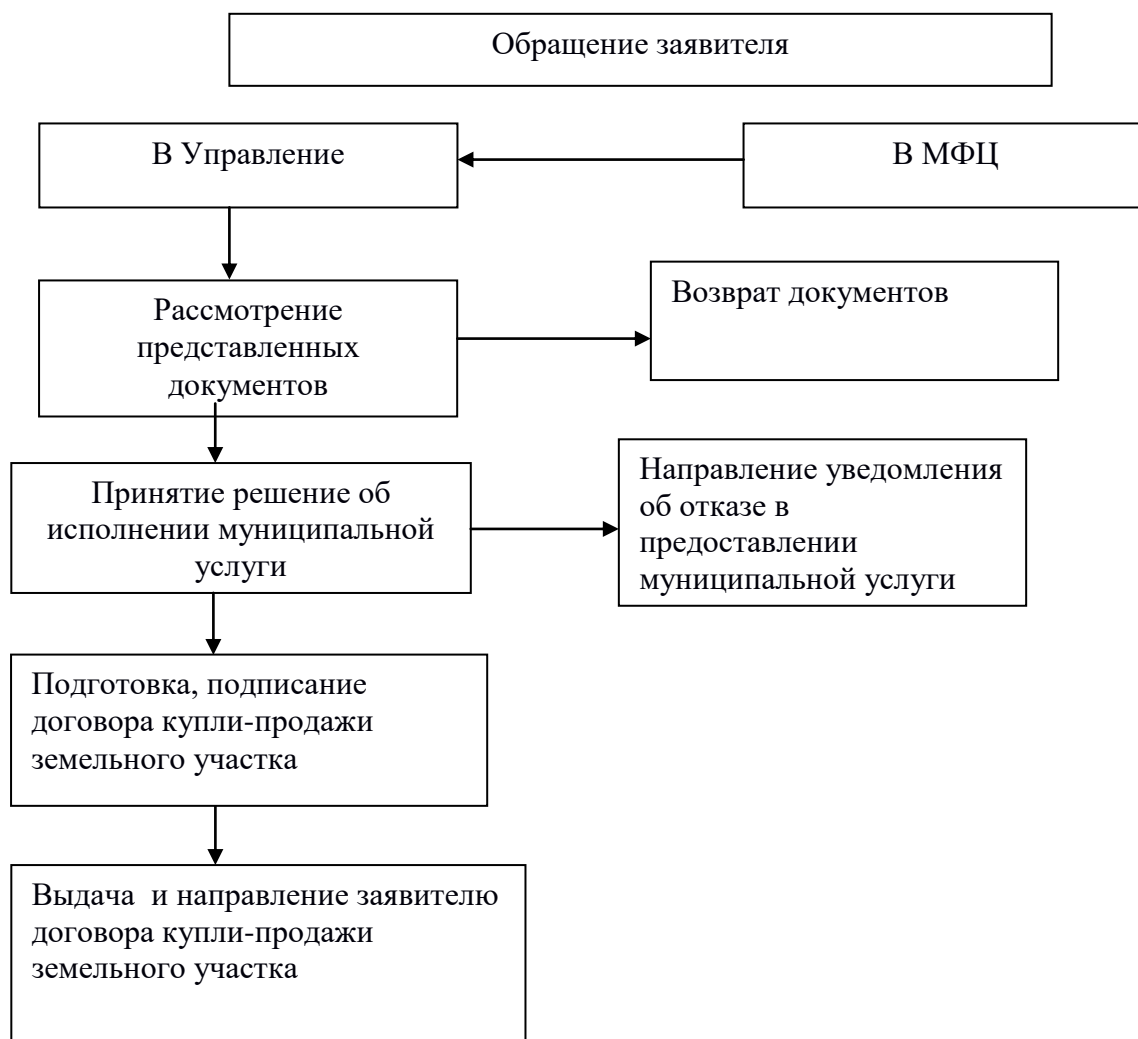 Обращение заявителя
В Управление
В МФЦ
Рассмотрение
представленных
документов
Возврат документов
Принятие решение об
исполнении муниципальной
услуги
Направление уведомления
об отказе в
предоставлении
муниципальной услуги
Подготовка, подписание
договора купли-продажи
земельного участка
Выдача  и направление заявителю
договора купли-продажи
земельного участка